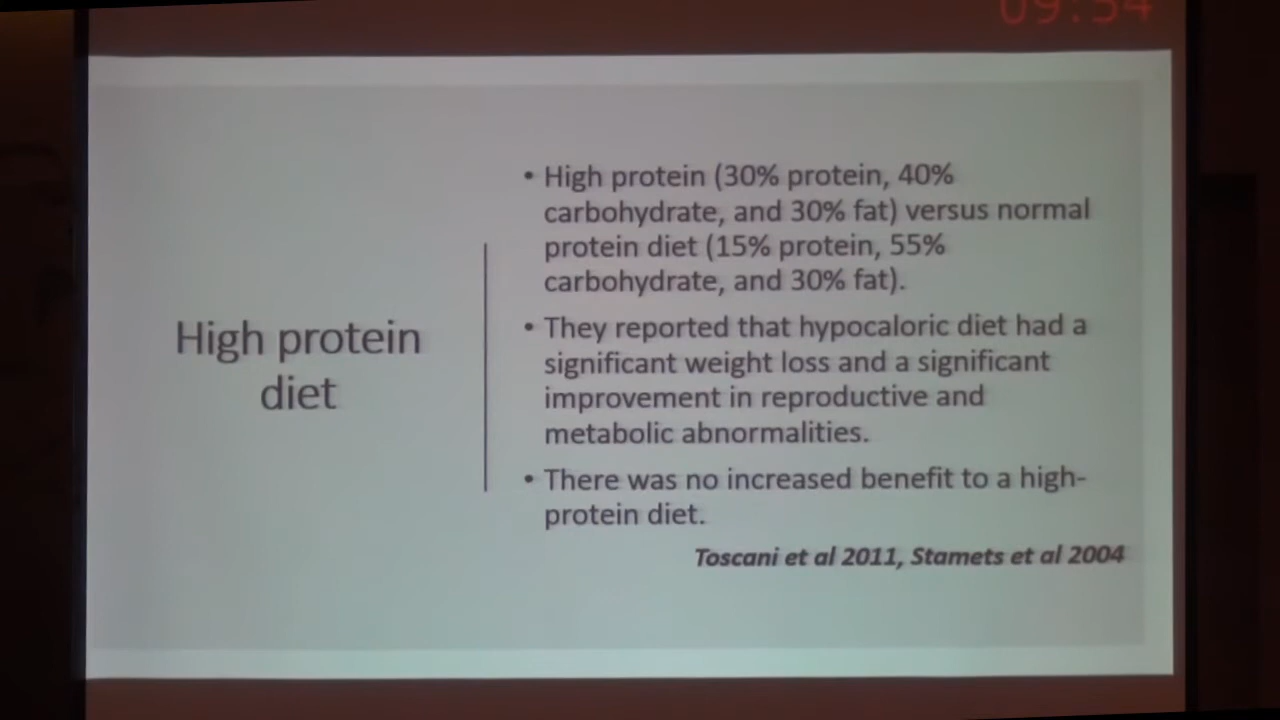 09:54
High protein
diet
• High protein (30% protein, 40%
carbohydrate, and 30% fat) versus normal
protein diet (15% protein, 55%
carbohydrate, and 30% fat).
• They reported that hypocaloric diet had a
significant weight loss and a significant
improvement in reproductive and
metabolic abnormalities.
• There was no increased benefit to a high-
protein diet.
Toscani et al 2011, Stamets et al 2004